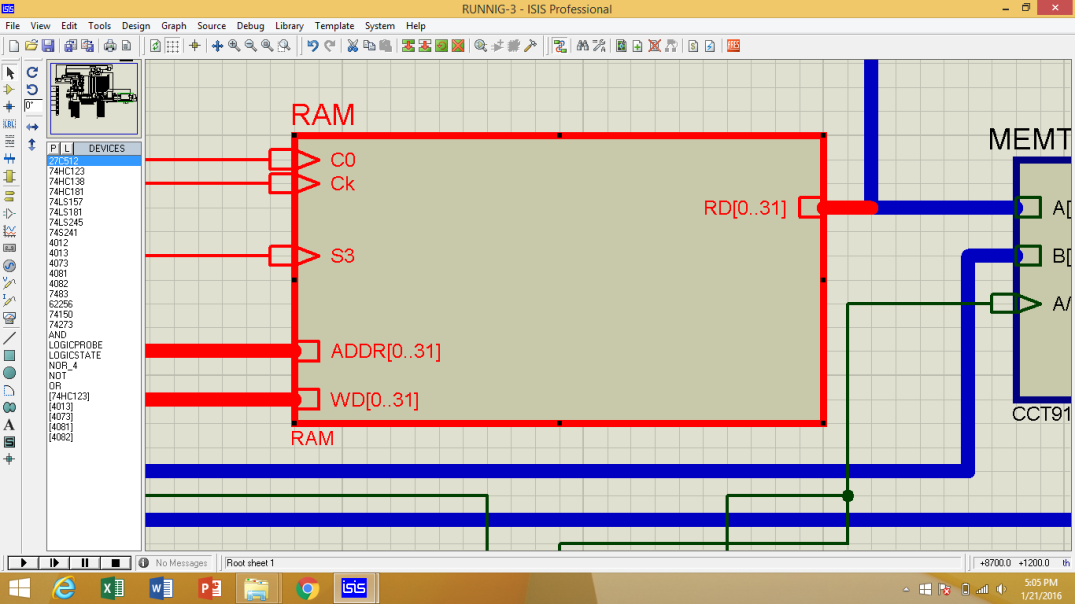 RUNNIG-3 - ISIS Professional
File View Edit Tools Design Graph Source Debug Library Template System Help
0°
LBL
P L DEVICES
27C512
74HC123
74HC138
74HC181
74LS157
74LS181
74LS245
74S241
4012
4013
4073
4081
4082
7483
62256
74150
74273
AND
LOGICPROBE
LOGICSTATE
NOR_4
NOT
OR
[74HC123]
[4013]
[4073]
[4081]
[4082]
RAM
C0
Ck
S3
ADDR[0..31]
WD[0..31]
RD[0..31]
RAM
MEMT
A[
B[
A/
CCT91
No Messages
Root sheet 1
+8700.0 +1200.0 th
isis
5:05 PM
1/21/2016